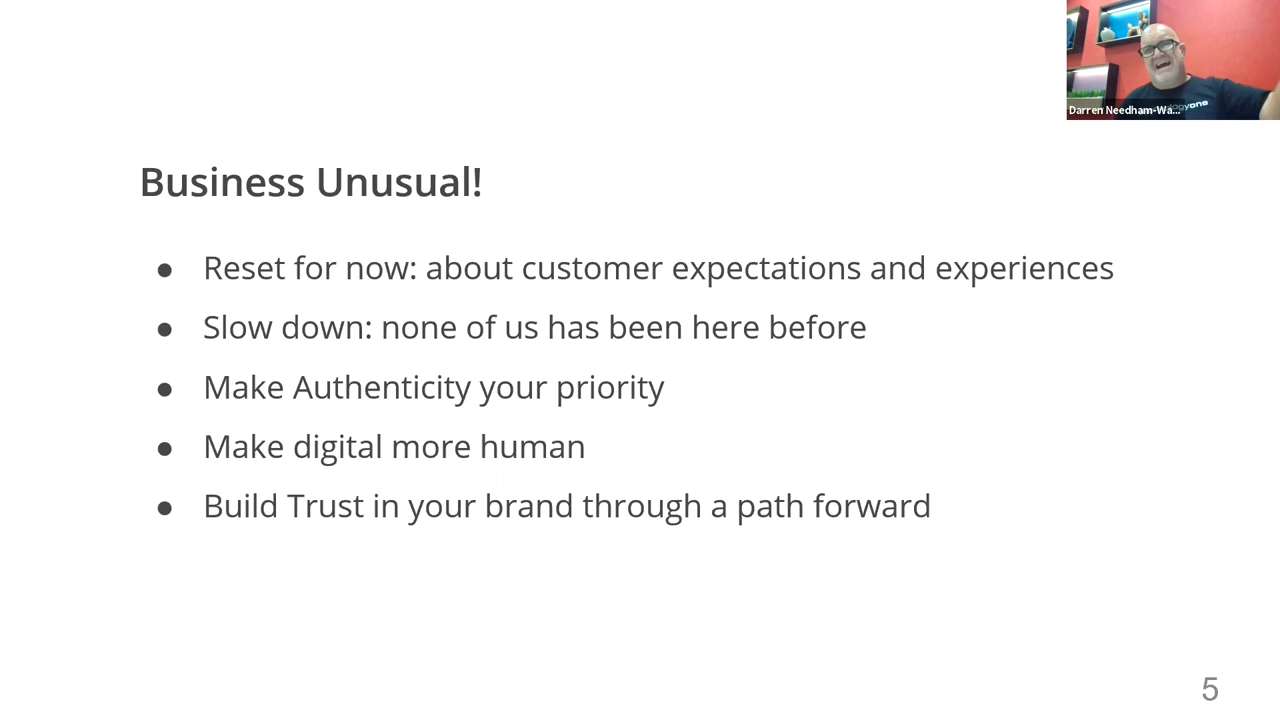 Darren Needham-Wa...
Business Unusual!
● Reset for now: about customer expectations and experiences
● Slow down: none of us has been here before
● Make Authenticity your priority
● Make digital more human
● Build Trust in your brand through a path forward
5